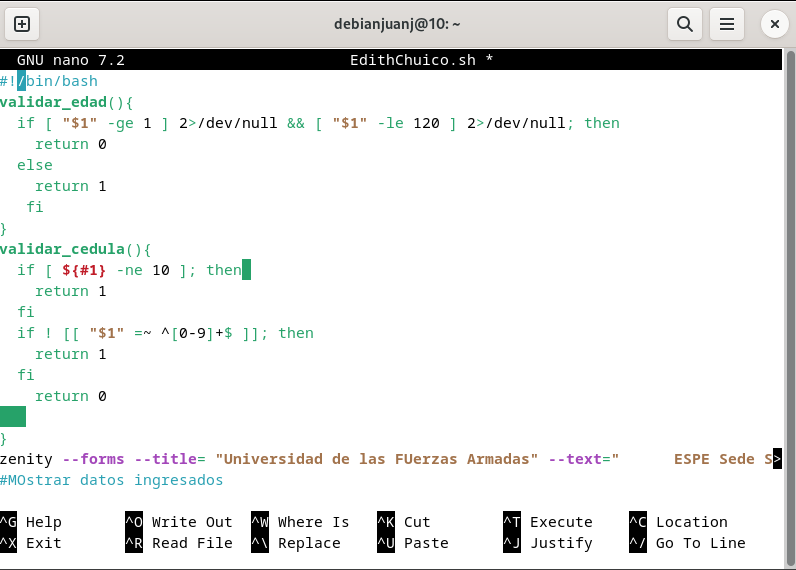 debianjuanj@10: ~
GNU nano 7.2 EdithChuico.sh *
#!/bin/bash
validar_edad(){
  if [ "$1" -ge 1 ] 2>/dev/null && [ "$1" -le 120 ] 2>/dev/null; then
    return 0
  else
    return 1
   fi
}
validar_cedula(){
  if [ ${#1} -ne 10 ]; then
    return 1
  fi
  if ! [[ "$1" =~ ^[0-9]+$ ]]; then
    return 1
  fi
    return 0
}
zenity --forms --title= "Universidad de las FUerzas Armadas" --text="      ESPE Sede S>
#MOstrar datos ingresados
^G Help ^O Write Out ^W Where Is ^K Cut ^T Execute ^C Location
^X Exit ^R Read File ^\ Replace ^U Paste ^J Justify ^/ Go To Line